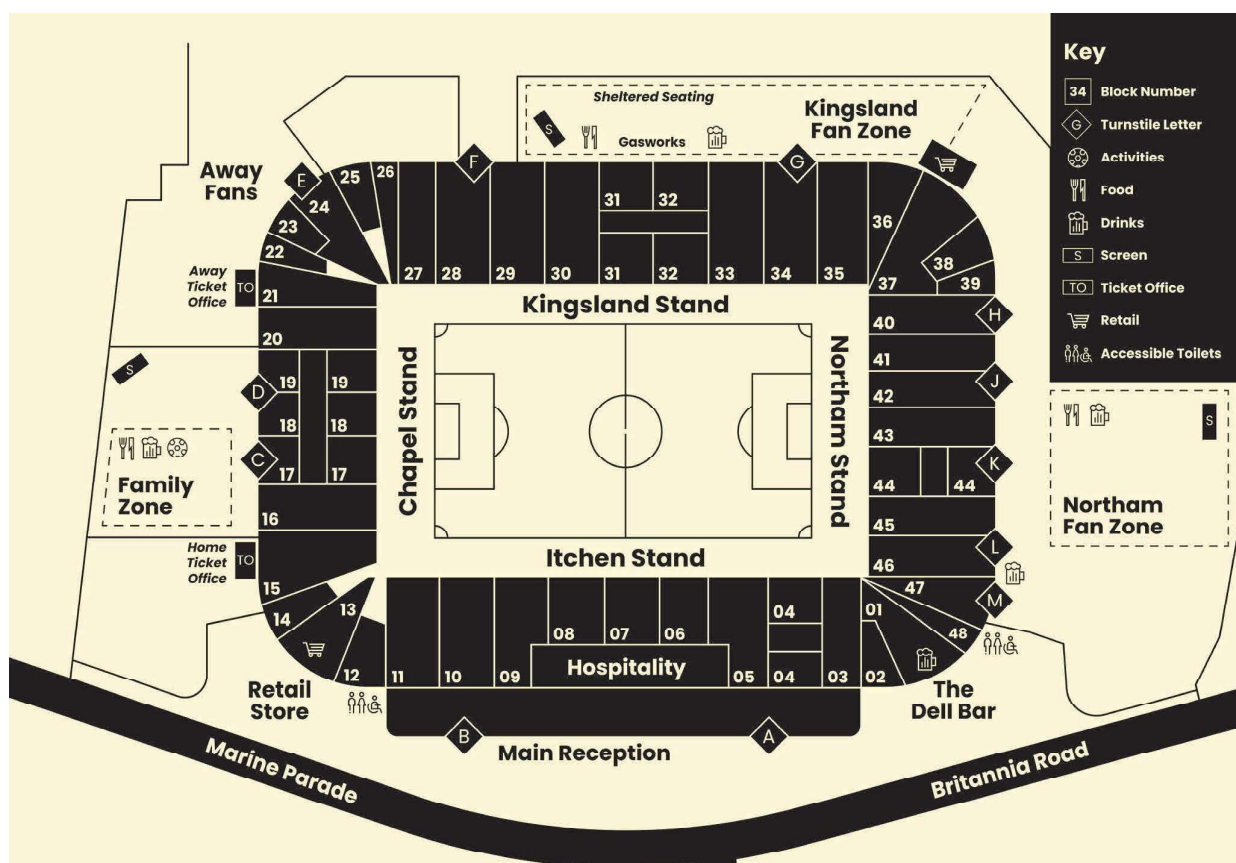 Key
34 Block Number
G Turnstile Letter
Activities
Food
Drinks
S Screen
TO Ticket Office
Retail
Accessible Toilets
Sheltered Seating
Kingsland
Fan Zone
S
Gasworks
Away
Fans
E
F
G
25
26
24
23
22
31
32
36
38
39
37
27
28
29
30
31
32
33
34
35
Away
Ticket
Office
TO
21
20
Kingsland Stand
40
H
41
J
42
43
K
44
44
45
L
46
S
D
19
19
18
18
C
17
17
16
Family
Zone
Chapel Stand
Northam Stand
S
Northam
Fan Zone
Home
Ticket
Office
TO
15
14
13
12
Itchen Stand
47
M
48
01
02
04
08
07
06
Hospitality
11
10
09
05
04
03
Retail
Store
The
Dell Bar
B
A
Main Reception
Marine Parade
Britannia Road